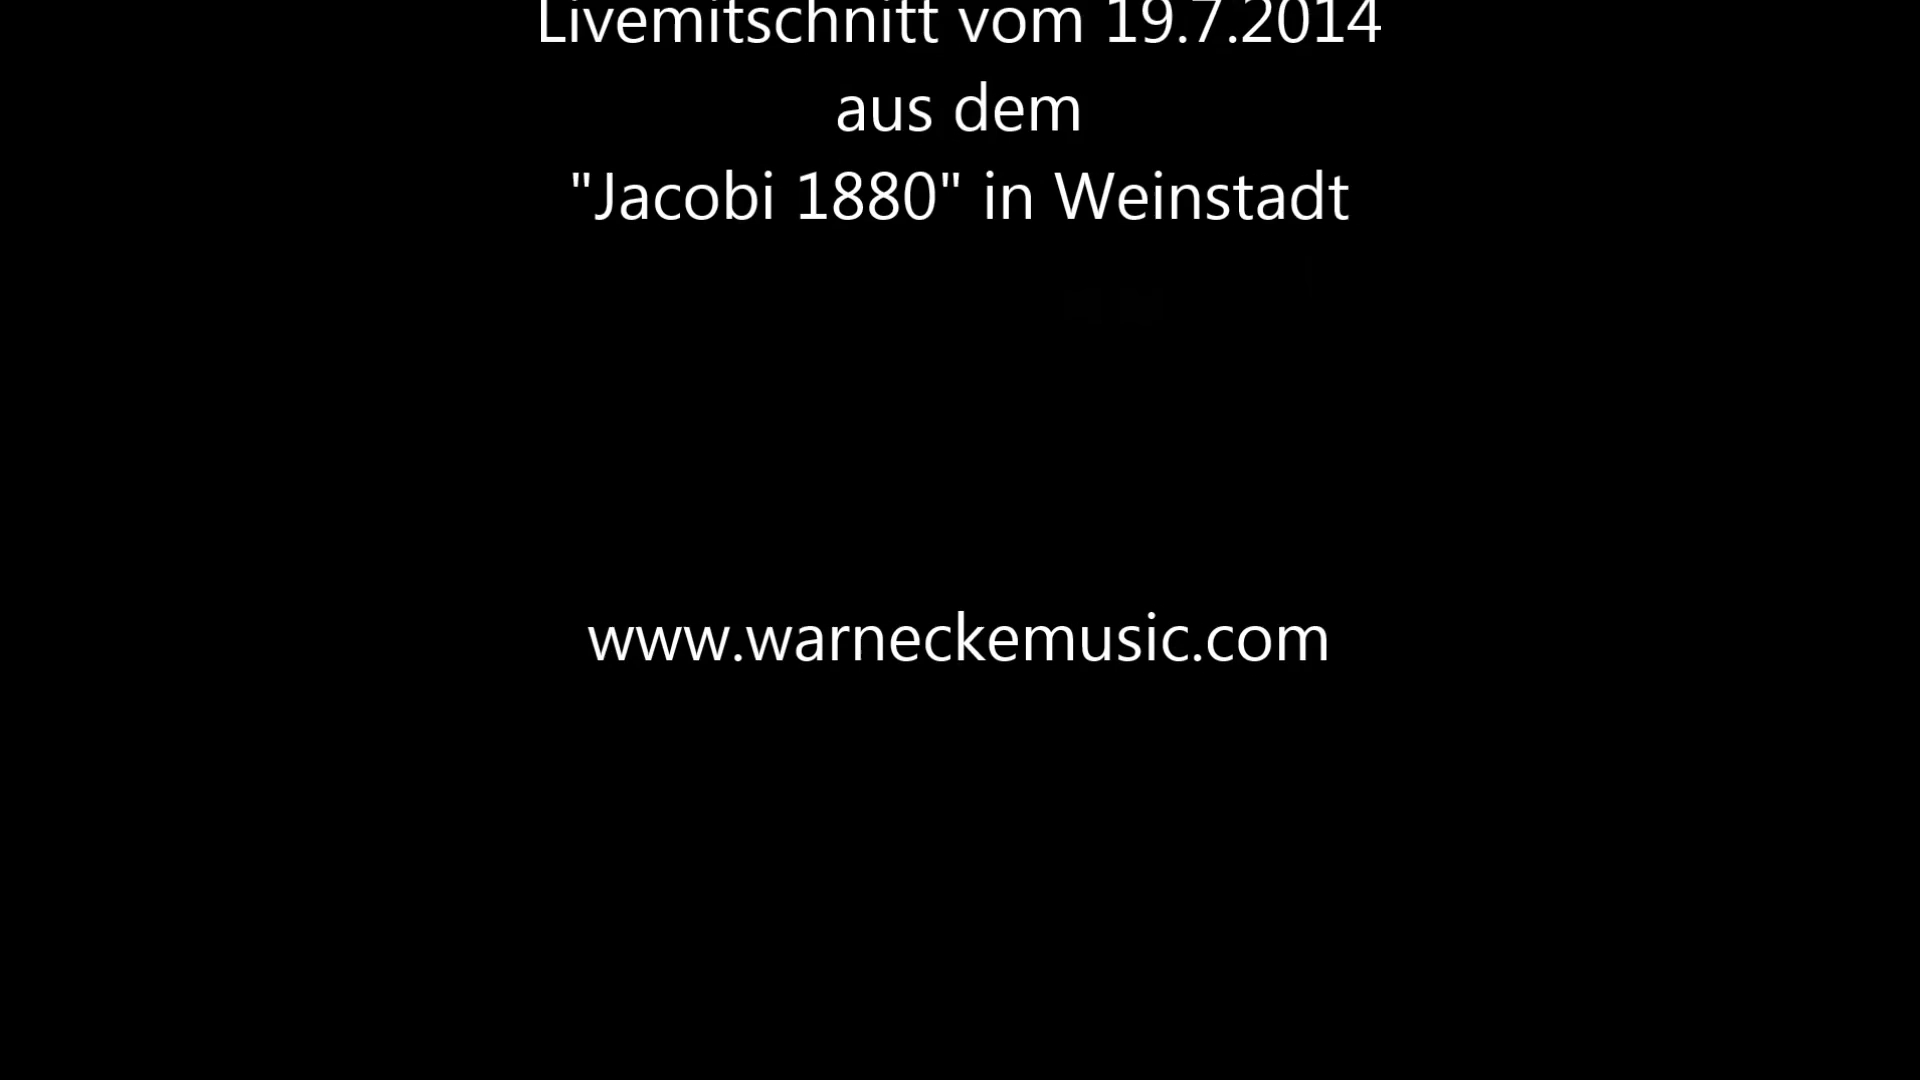 Livemitschnitt vom 19.7.2014
aus dem
"Jacobi 1880" in Weinstadt
www.warneckemusic.com